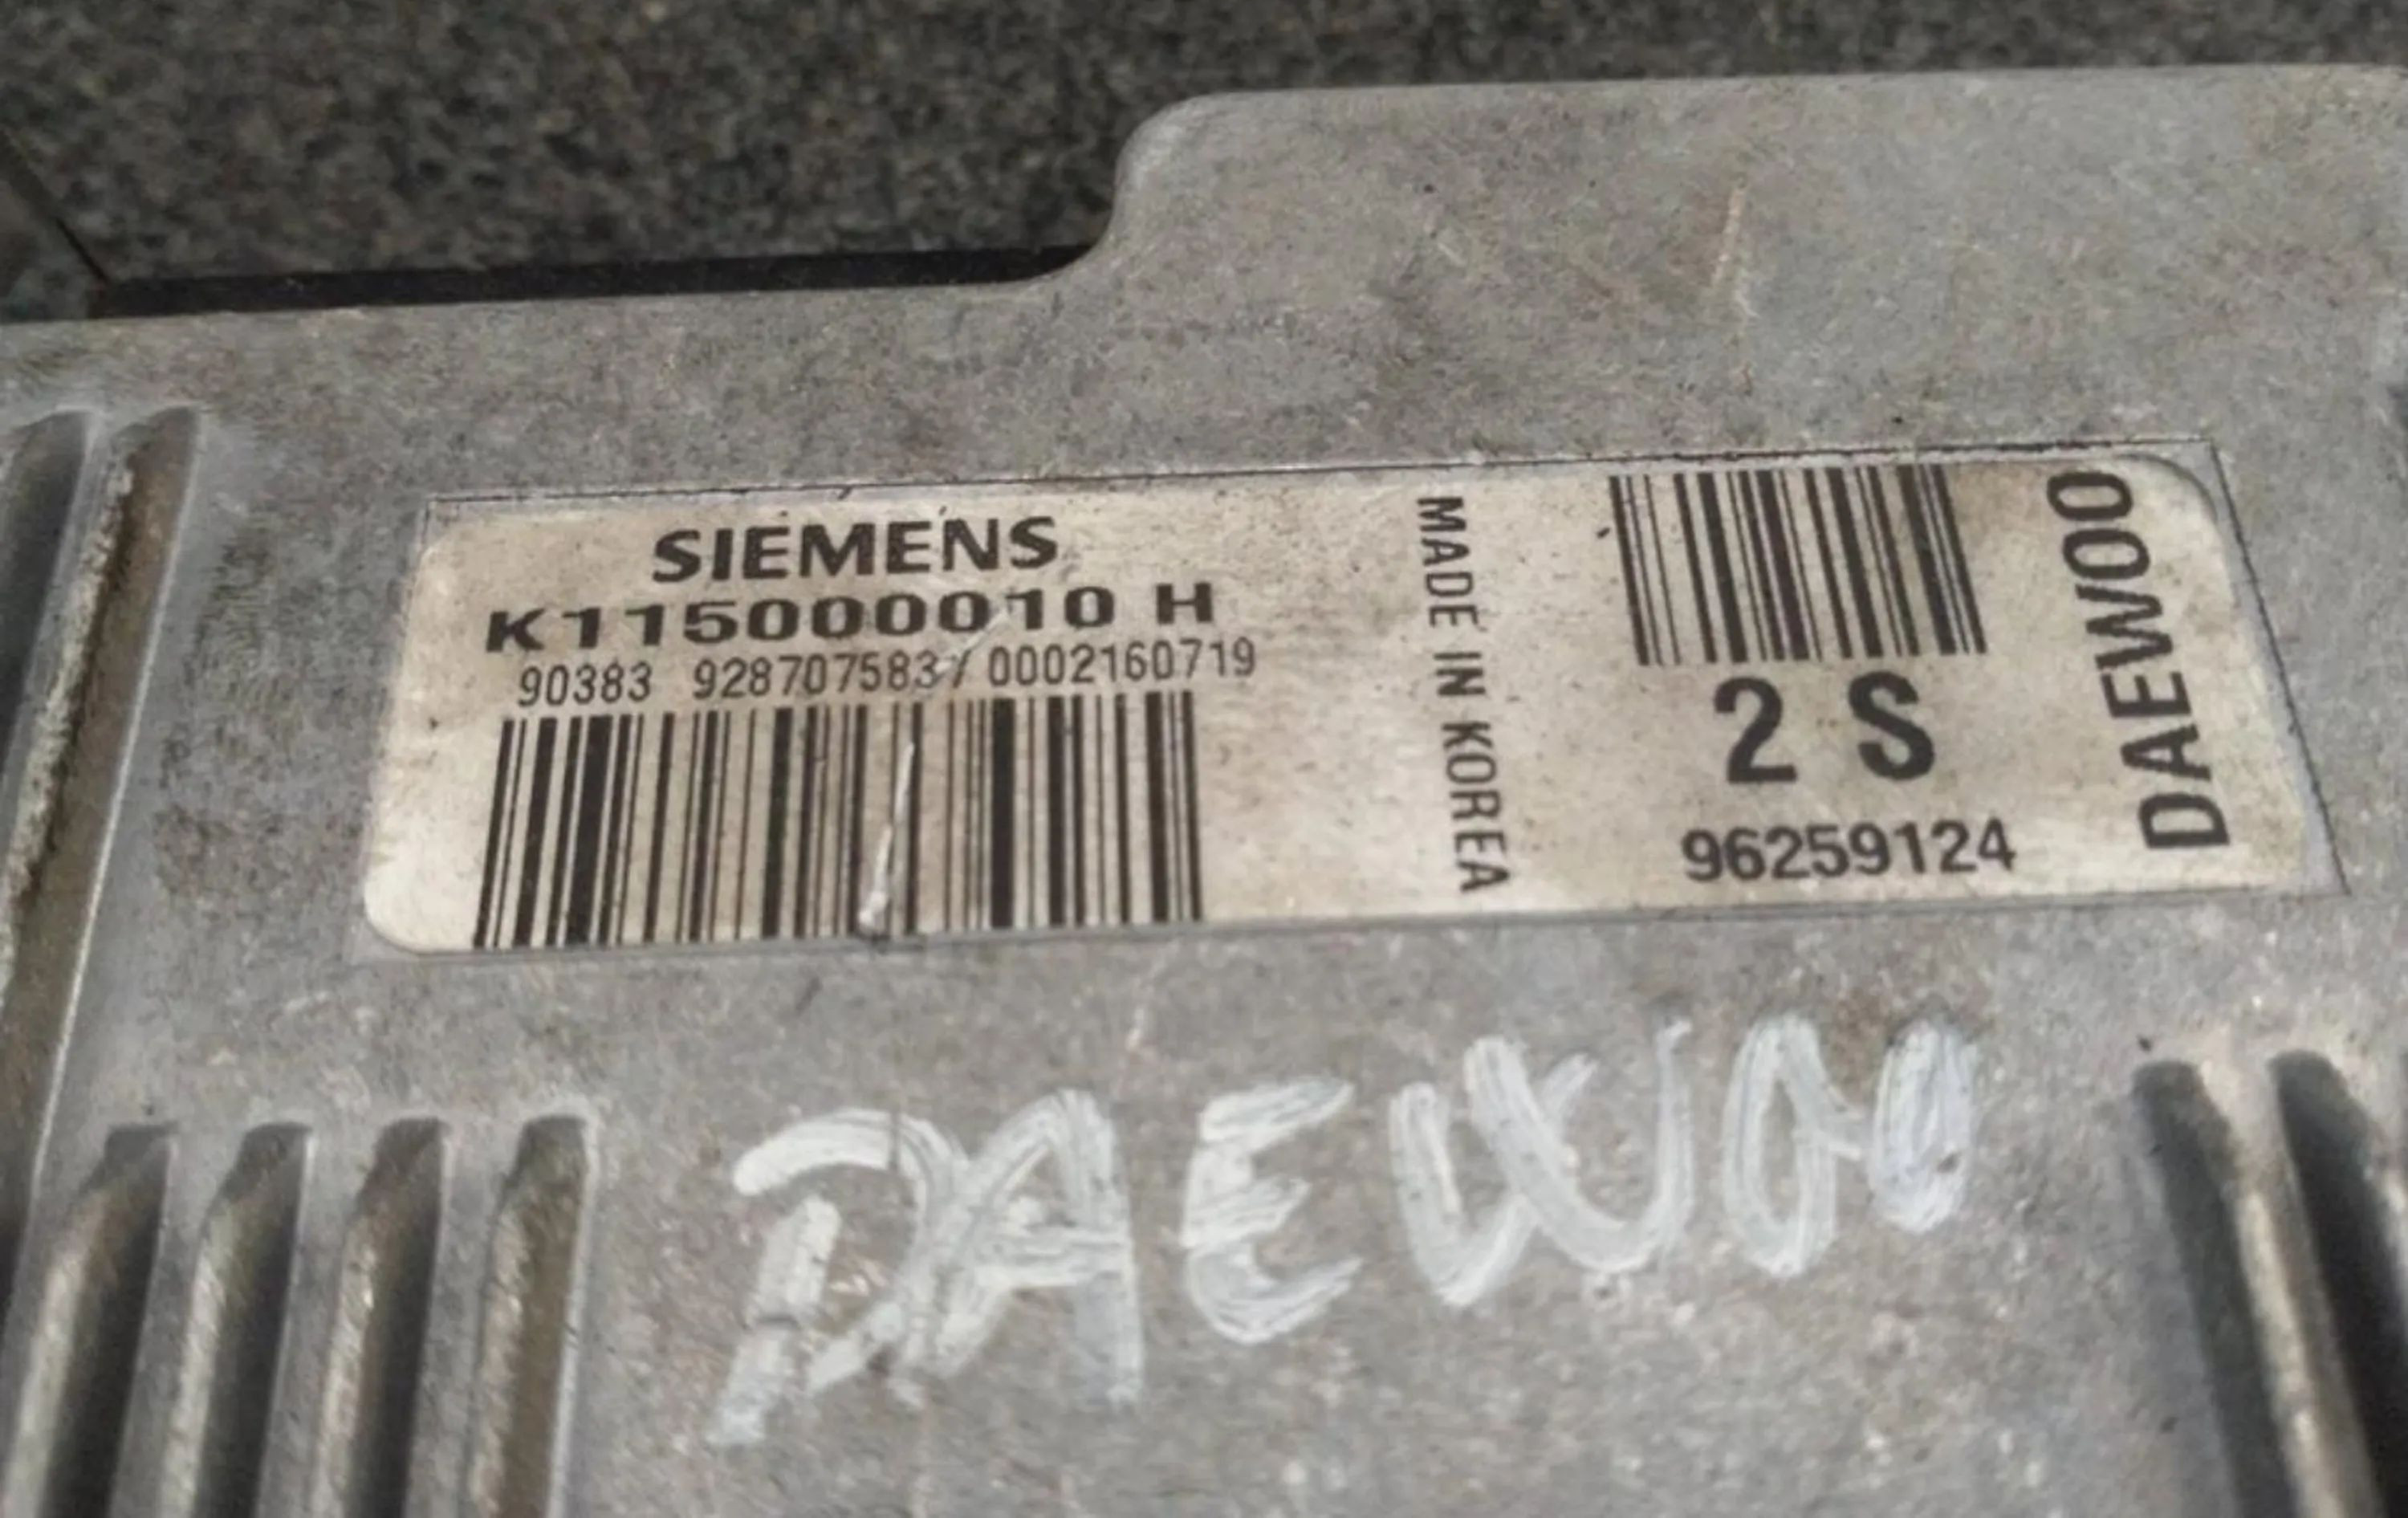 SIEMENS
K115000010 H
90383 928707583/0002160719
MADE IN KOREA
2 S
96259124
DAEWOO
DAEWOO